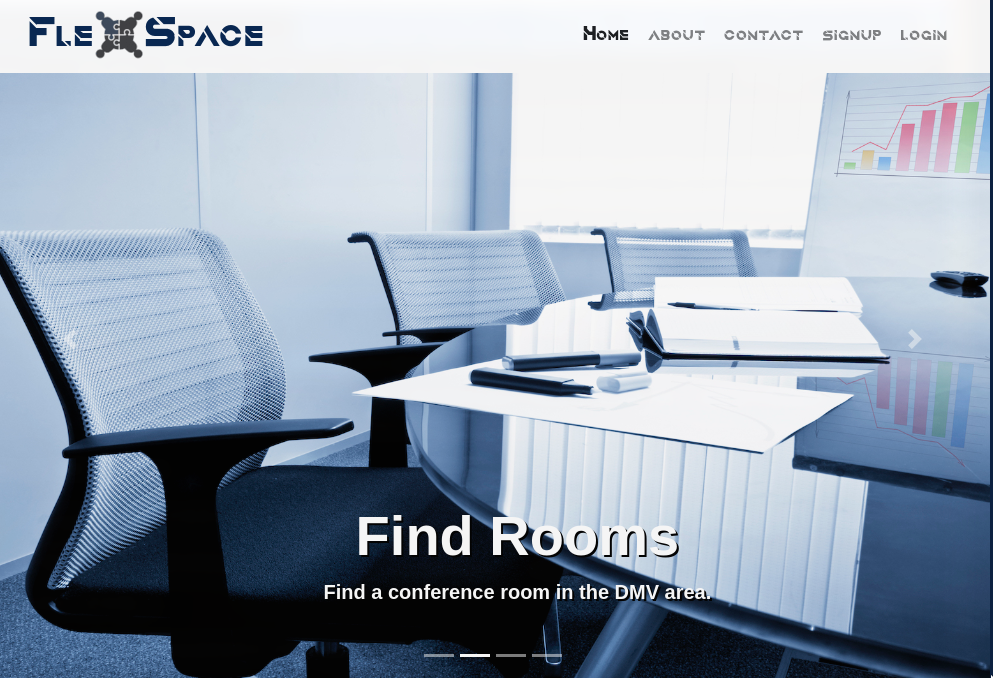 FLEXSPACE
HOME ABOUT CONTACT SIGNUP LOGIN
Find Rooms
Find a conference room in the DMV area.